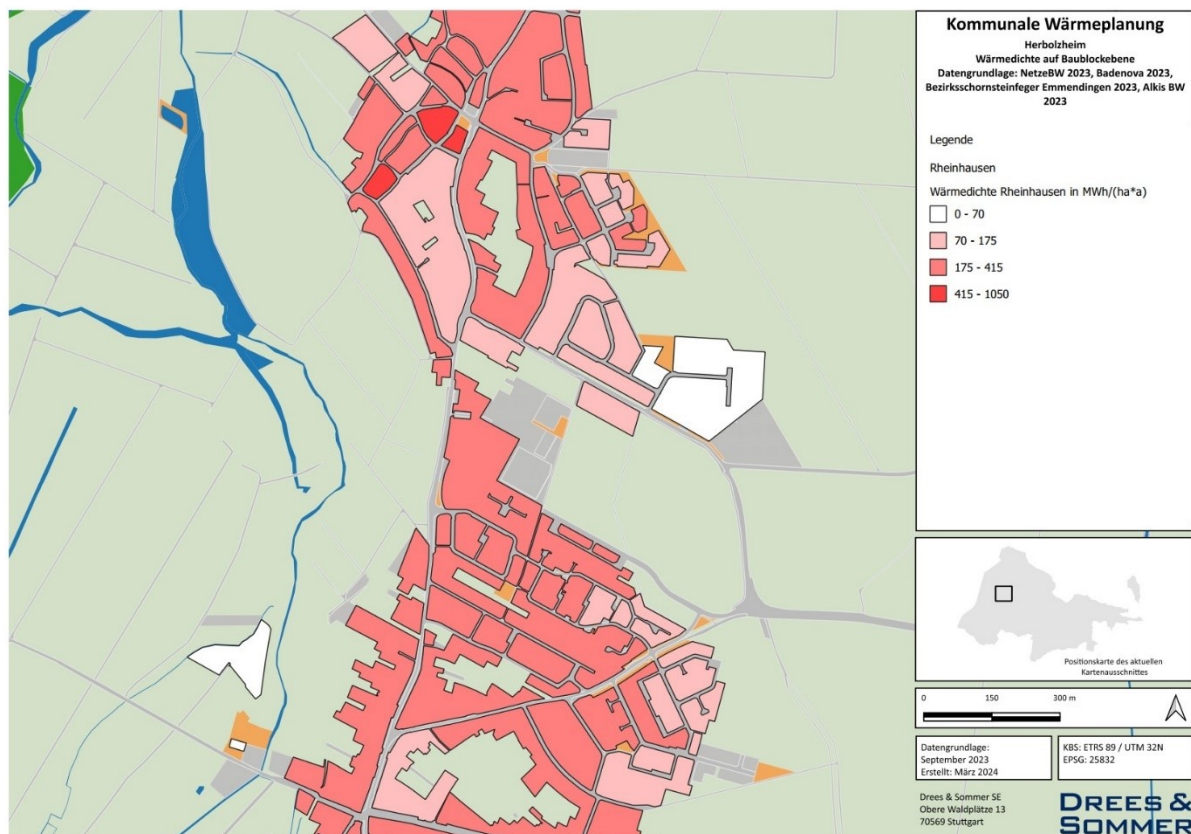 Kommunale Wärmeplanung
Herbolzheim
Wärmedichte auf Baublockebene
Datengrundlage: NetzeBW 2023, Badenova 2023,
Bezirksschornsteinfeger Emmendingen 2023, Alkis BW
2023
Legende
Rheinhausen
Wärmedichte Rheinhausen in MWh/(ha*a)
0 - 70
70 - 175
175 - 415
415 - 1050
Positionskarte des aktuellen
Kartenausschnittes
0 150 300 m
Datengrundlage:
September 2023
Erstellt: März 2024
KBS: ETRS 89 / UTM 32N
EPSG: 25832
Drees & Sommer SE
Obere Waldplätze 13
70569 Stuttgart
DREES &
SOMMER